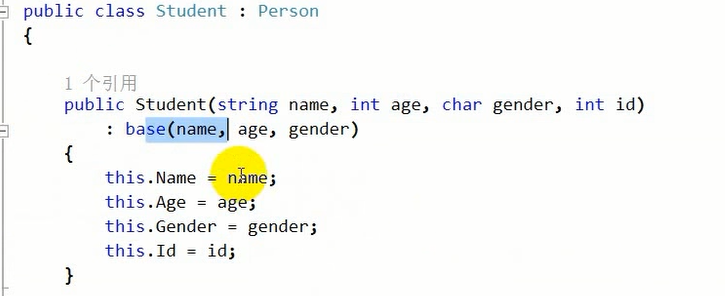 public class Student : Person
{
1 个引用
public Student(string name, int age, char gender, int id)
: base(name, age, gender)
{
this.Name = name;
this.Age = age;
this.Gender = gender;
this.Id = id;
}